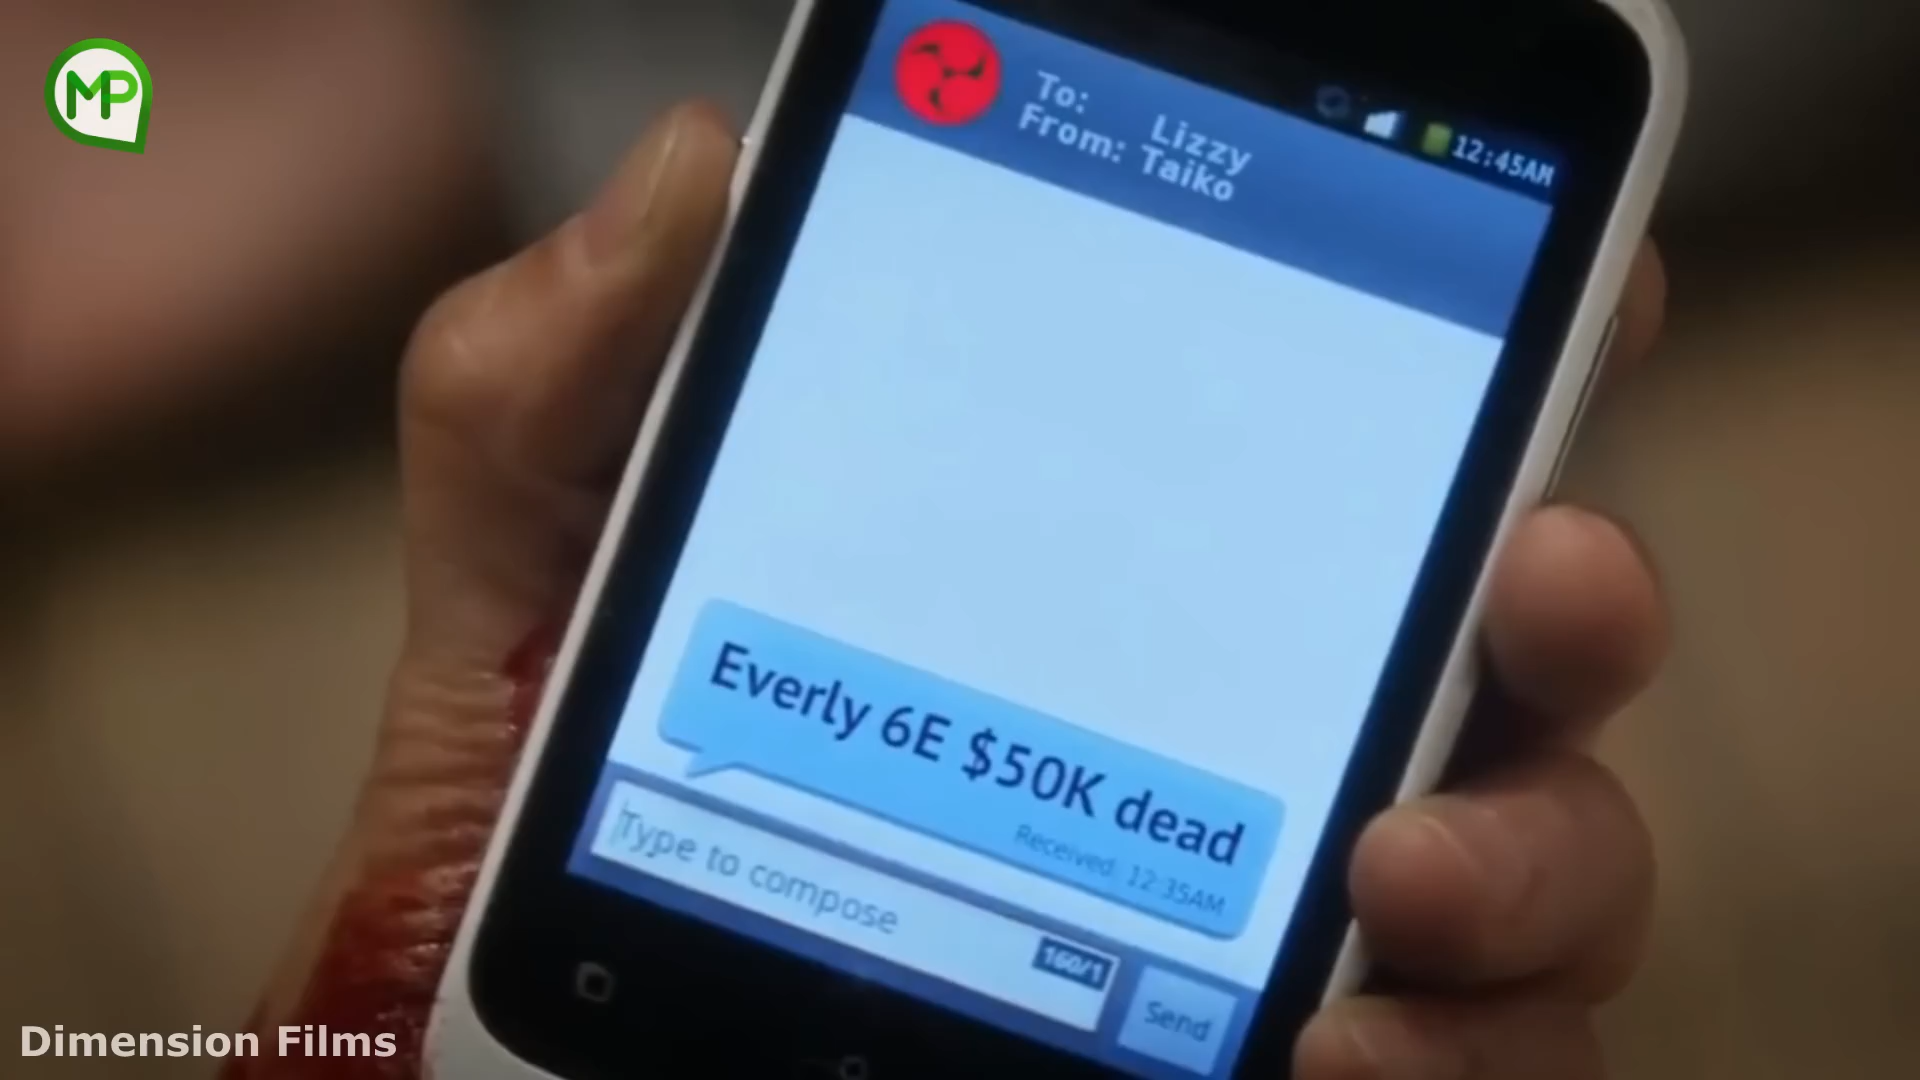 MP
12:45AM
To: Lizzy
From: Taiko
Everly 6E $50K dead
Received: 12:35AM
Type to compose
160/1
Send
Dimension Films